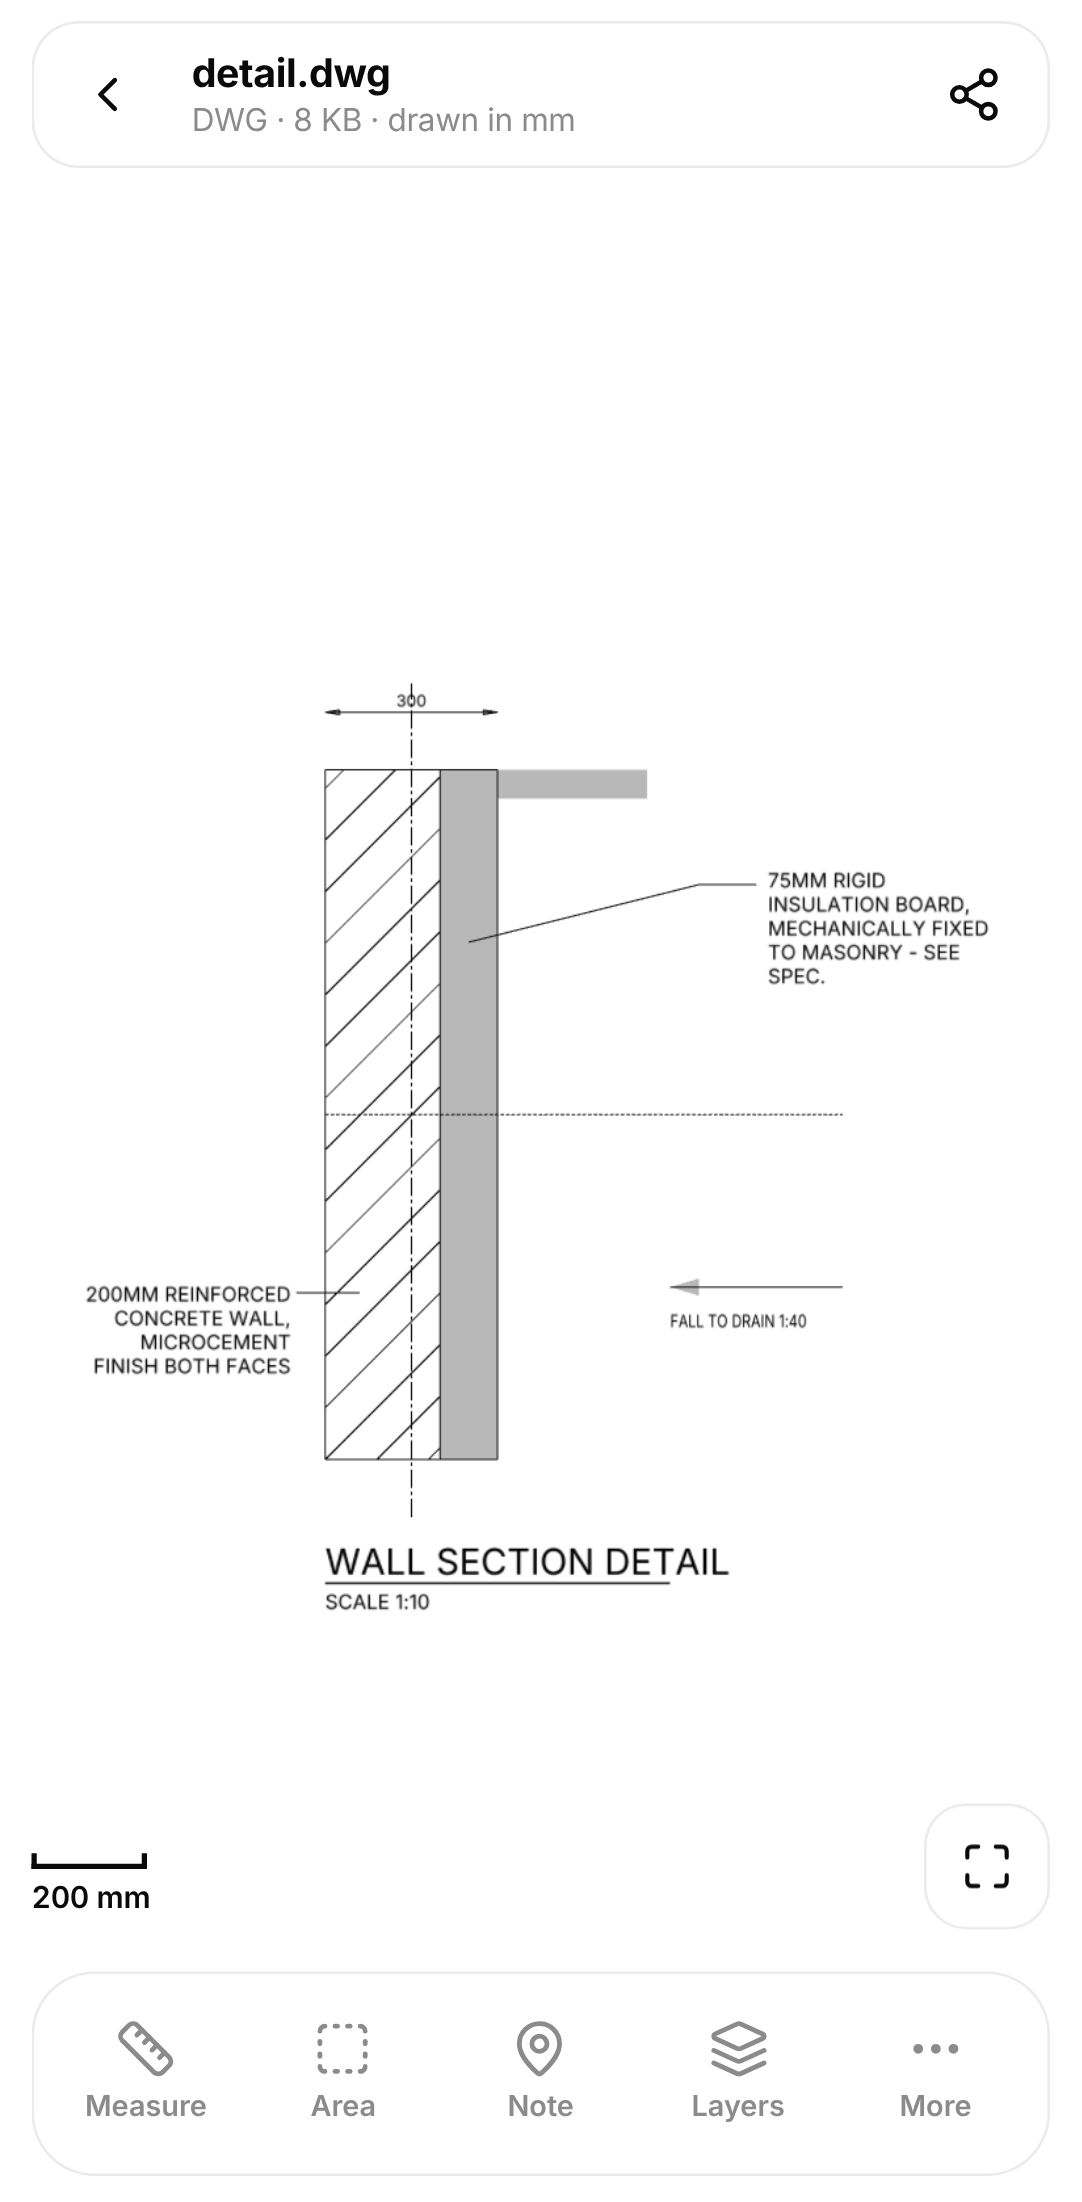 detail.dwg
DWG · 8 KB · drawn in mm
300
75MM RIGID
INSULATION BOARD,
MECHANICALLY FIXED
TO MASONRY - SEE
SPEC.
200MM REINFORCED
CONCRETE WALL,
MICROCEMENT
FINISH BOTH FACES
FALL TO DRAIN 1:40
WALL SECTION DETAIL
SCALE 1:10
200 mm
Measure
Area
Note
Layers
More